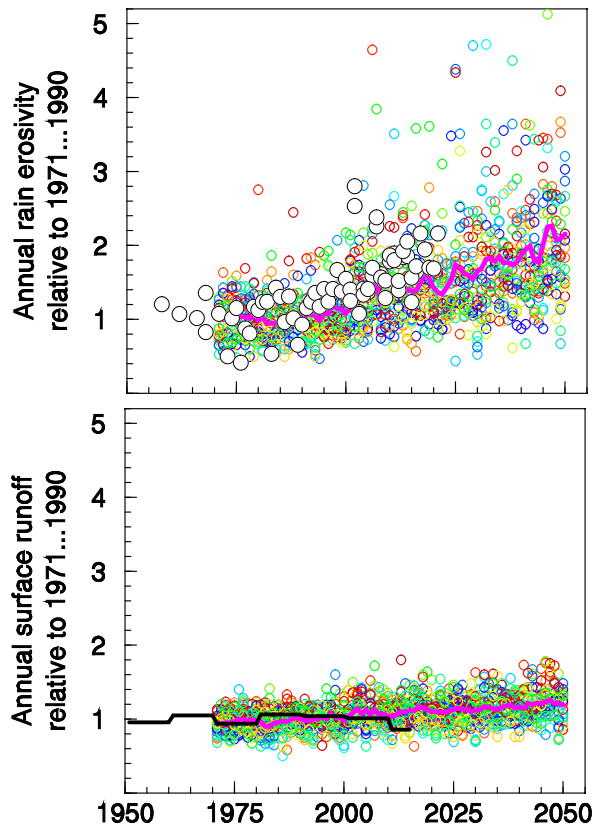 Annual rain erosivity
relative to 1971...1990
5
4
3
2
1
Annual surface runoff
relative to 1971...1990
5
4
3
2
1
1950 1975 2000 2025 2050